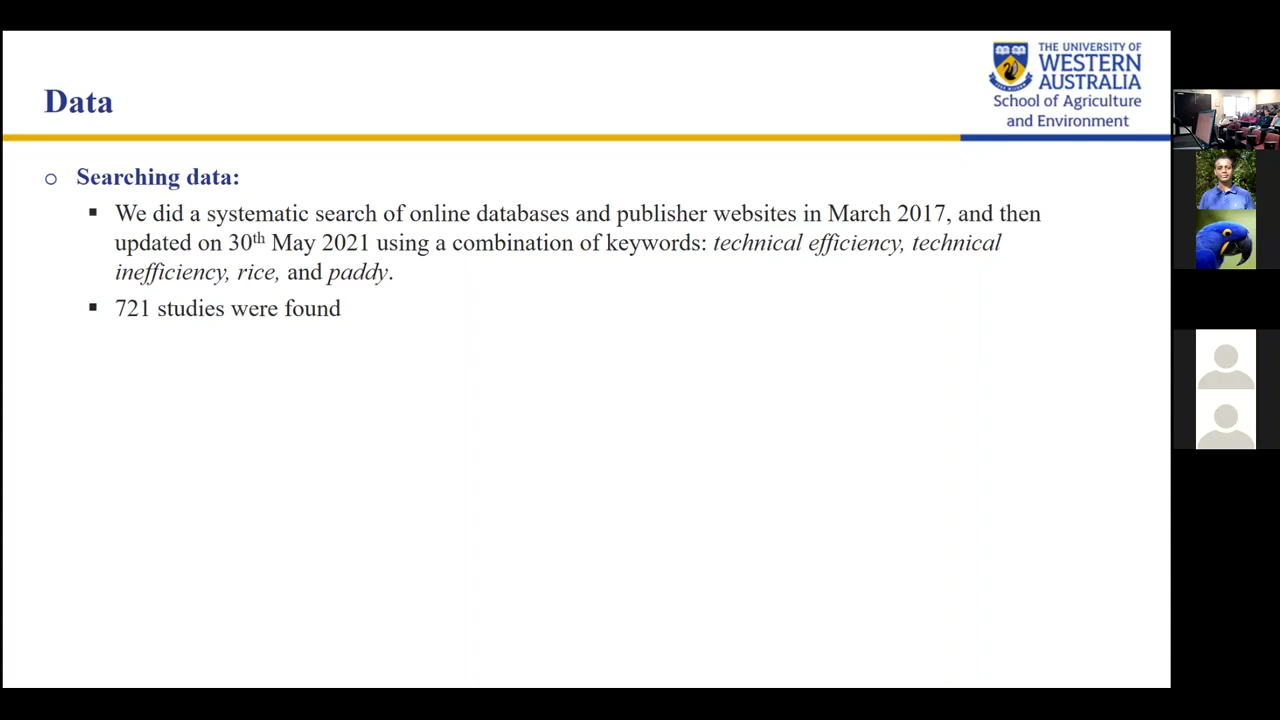 THE UNIVERSITY OF
WESTERN
AUSTRALIA
School of Agriculture
and Environment
Data
Searching data:
We did a systematic search of online databases and publisher websites in March 2017, and then
updated on 30th May 2021 using a combination of keywords: technical efficiency, technical
inefficiency, rice, and paddy.
721 studies were found